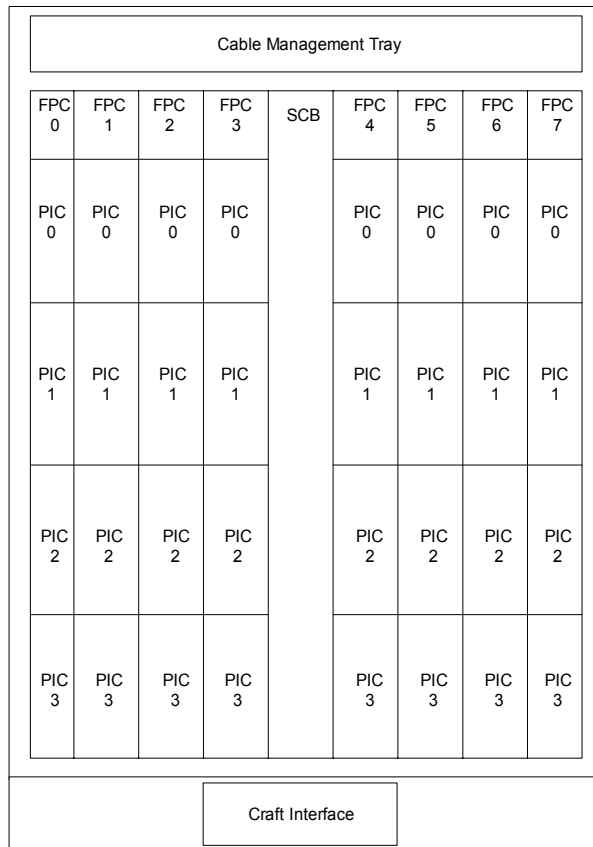 Cable Management Tray
FPC FPC FPC FPC SCB FPC FPC FPC FPC
0 1 2 3 4 5 6 7
PIC PIC PIC PIC PIC PIC PIC PIC
0 0 0 0 0 0 0 0
PIC PIC PIC PIC PIC PIC PIC PIC
1 1 1 1 1 1 1 1
PIC PIC PIC PIC PIC PIC PIC PIC
2 2 2 2 2 2 2 2
PIC PIC PIC PIC PIC PIC PIC PIC
3 3 3 3 3 3 3 3
Craft Interface